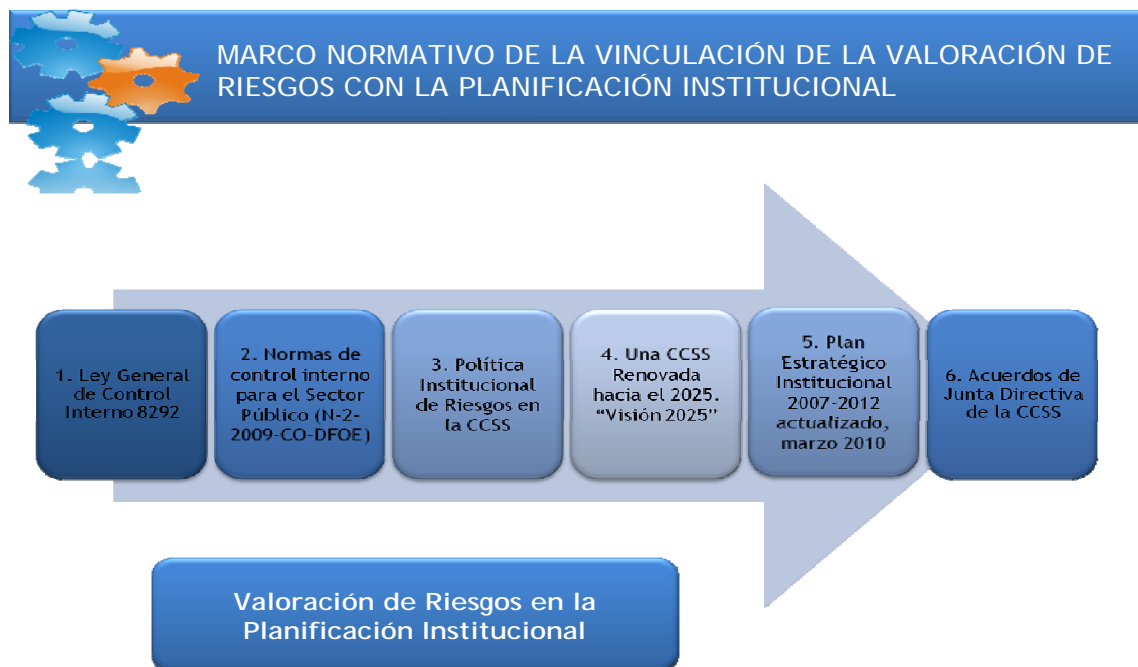 MARCO NORMATIVO DE LA VINCULACIÓN DE LA VALORACIÓN DE
RIESGOS CON LA PLANIFICACIÓN INSTITUCIONAL
1. Ley General
de Control
Interno 8292
2. Normas de
control interno
para el Sector
Público (N-2-
2009-CO-DFOE)
3. Política
Institucional
de Riesgos en
la CCSS
4. Una CCSS
Renovada
hacia el 2025.
“Visión 2025”
5. Plan
Estratégico
Institucional
2007-2012
actualizado,
marzo 2010
6. Acuerdos de
Junta Directiva
de la CCSS
Valoración de Riesgos en la
Planificación Institucional